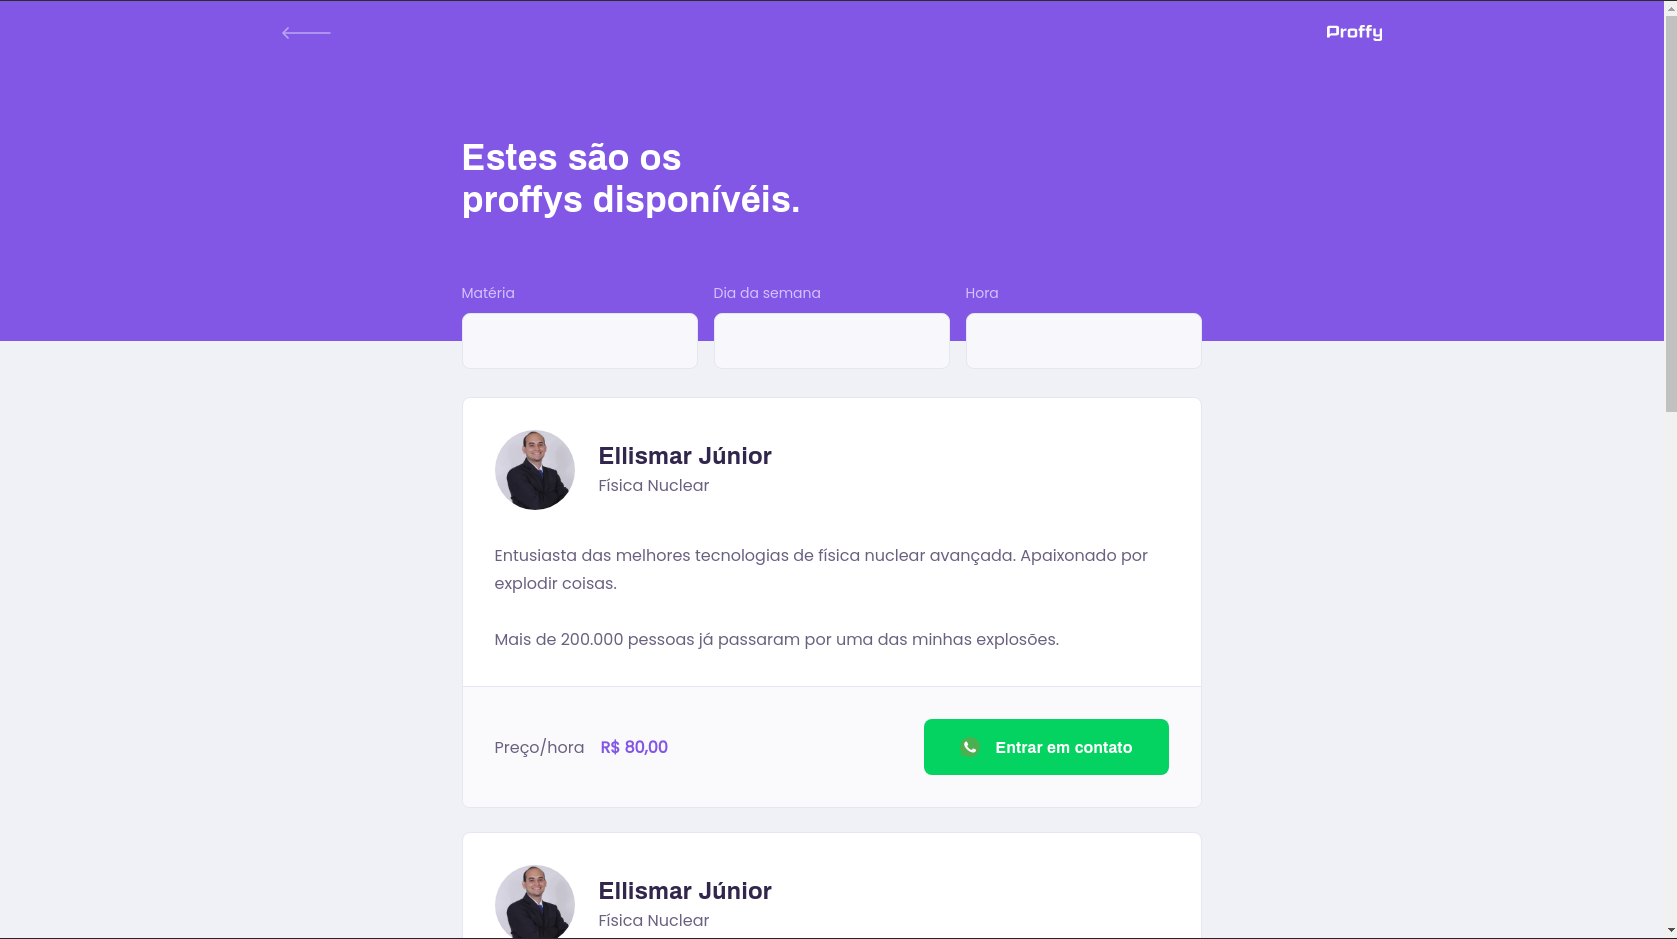 Proffy
Estes são os
proffys disponívéis.
Matéria
Dia da semana
Hora
Ellismar Júnior
Física Nuclear
Entusiasta das melhores tecnologias de física nuclear avançada. Apaixonado por
explodir coisas.
Mais de 200.000 pessoas já passaram por uma das minhas explosões.
Preço/hora R$ 80,00
Entrar em contato
Ellismar Júnior
Física Nuclear